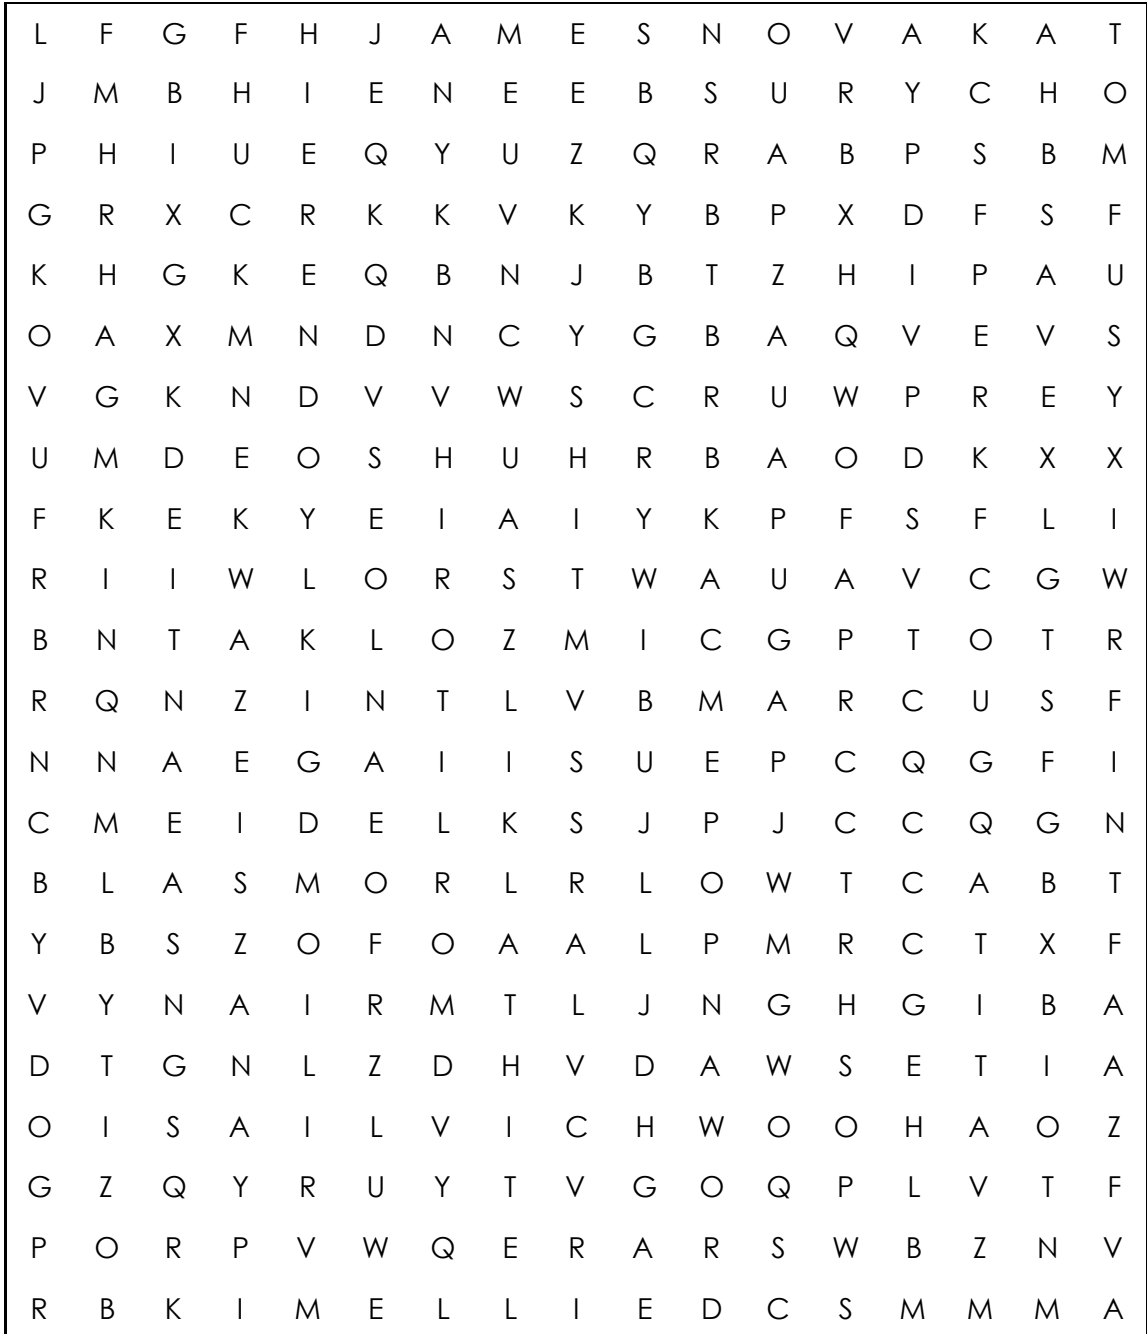 L F G F H J A M E S N O V A K A T
J M B H I E N E E B S U R Y C H O
P H I U E Q Y U Z Q R A B P S B M
G R X C R K K V K Y B P X D F S F
K H G K E Q B N J B T Z H I P A U
O A X M N D N C Y G B A Q V E V S
V G K N D V V W S C R U W P R E Y
U M D E O S H U H R B A O D K X X
F K E K Y E I A I Y K P F S F L I
R I I W L O R S T W A U A V C G W
B N T A K L O Z M I C G P T O T R
R Q N Z I N T L V B M A R C U S F
N N A E G A I I S U E P C Q G F I
C M E I D E L K S J P J C C Q G N
B L A S M O R L R L O W T C A B T
Y B S Z O F O A A L P M R C T X F
V Y N A I R M T L J N G H G I B A
D T G N L Z D H V D A W S E T I A
O I S A I L V I C H W O O H A O Z
G Z Q Y R U Y T V G O Q P L V T F
P O R P V W Q E R A R S W B Z N V
R B K I M E L L I E D C S M M M A